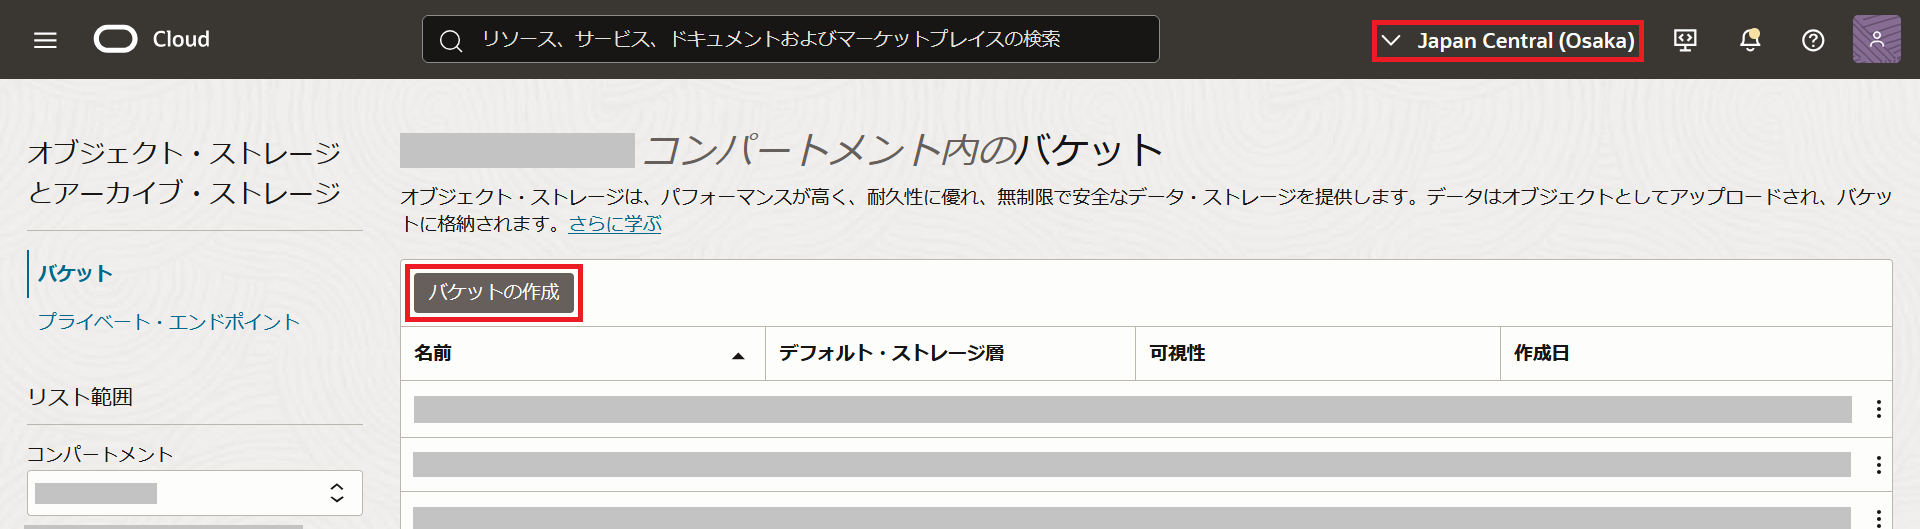 Cloud
リソース、サービス、ドキュメントおよびマーケットプレイスの検索
Japan Central (Osaka)
オブジェクト・ストレージ
とアーカイブ・ストレージ
バケット
プライベート・エンドポイント
リスト範囲
コンパートメント
コンパートメント内のバケット
オブジェクト・ストレージは、パフォーマンスが高く、耐久性に優れ、無制限で安全なデータ・ストレージを提供します。データはオブジェクトとしてアップロードされ、バケッ
トに格納されます。さらに学ぶ
バケットの作成
名前 デフォルト・ストレージ層 可視性 作成日